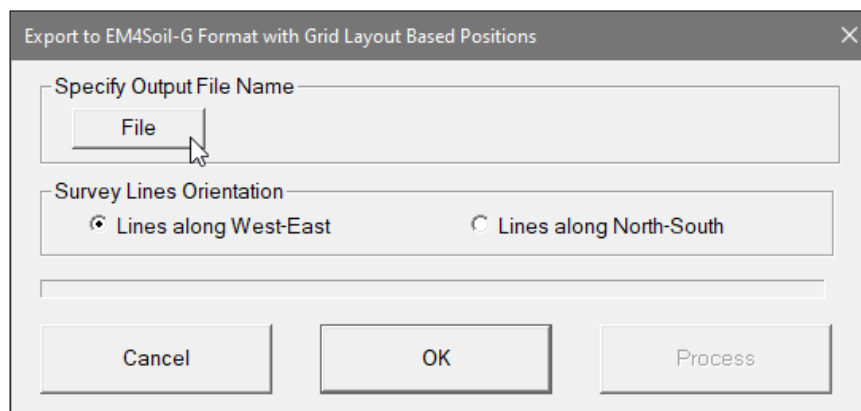 Export to EM4Soil-G Format with Grid Layout Based Positions
Specify Output File Name
File
Survey Lines Orientation
Lines along West-East Lines along North-South
Cancel OK Process